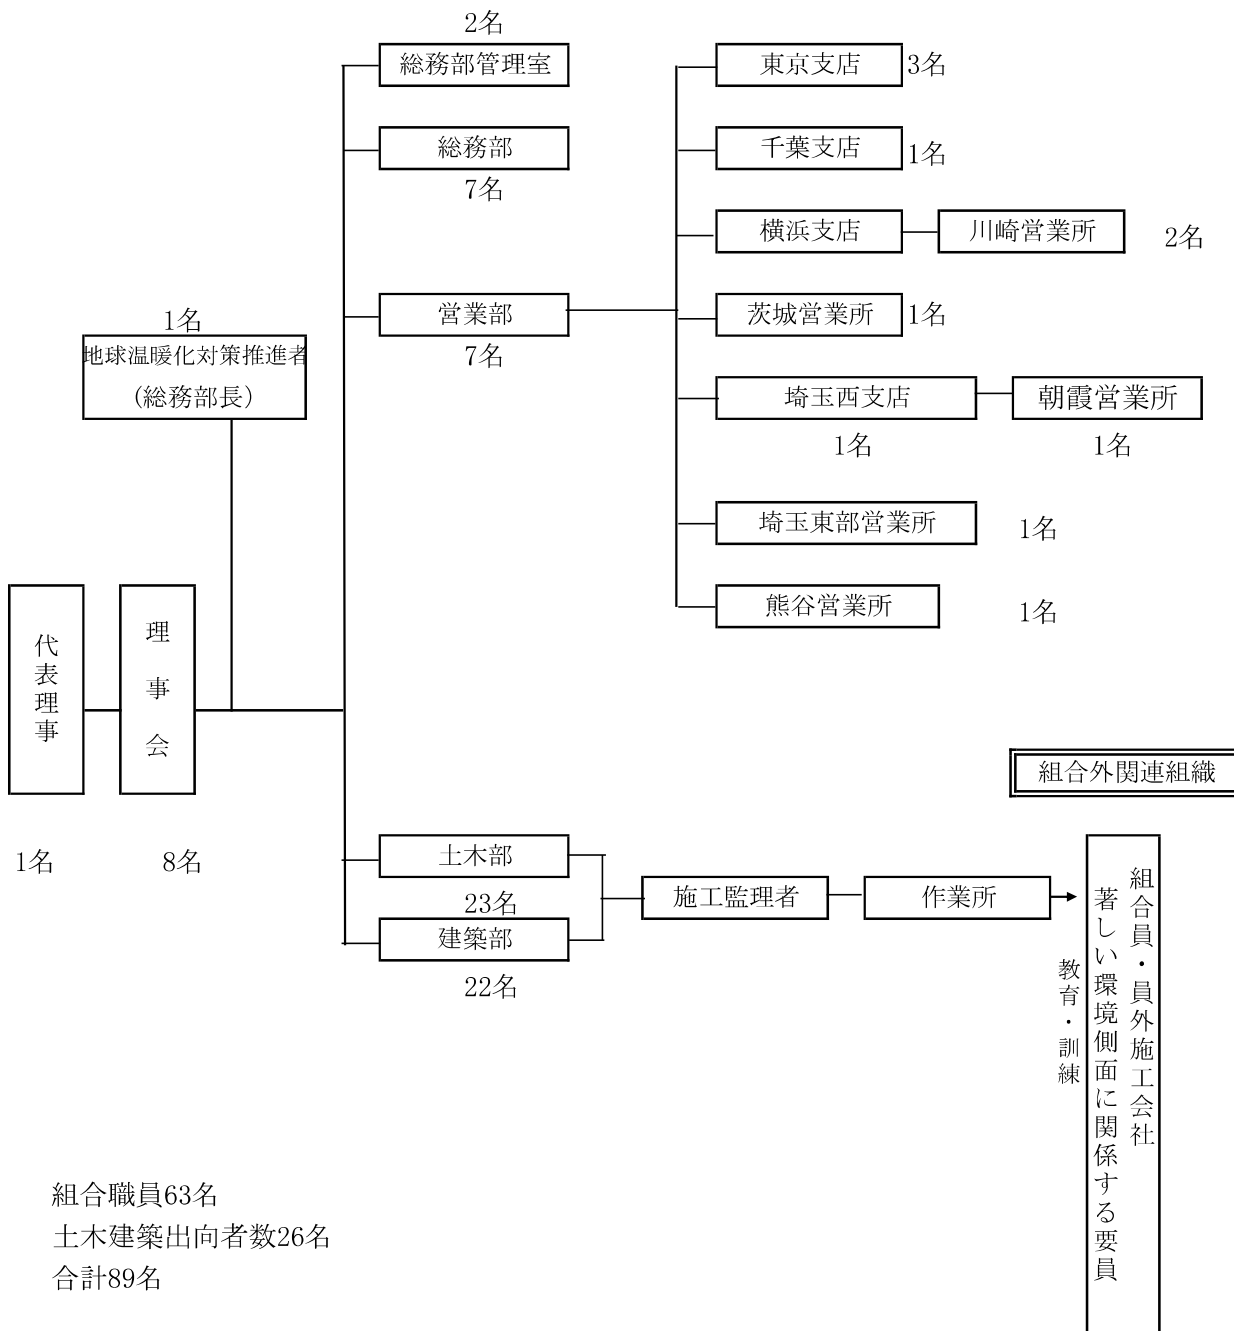 2名
総務部管理室
東京支店 3名
総務部
千葉支店 1名
7名
横浜支店 川崎営業所 2名
営業部
茨城営業所 1名
7名
1名
地球温暖化対策推進者
(総務部長)
埼玉西支店 朝霞営業所
1名 1名
埼玉東部営業所 1名
熊谷営業所 1名
代表理事
理事会
組合外関連組織
1名 8名
土木部
23名
施工監理者 作業所
建築部
22名
組合員・員外施工会社
著しい環境側面に関係する要員
教育・訓練
組合職員63名
土木建築出向者数26名
合計89名